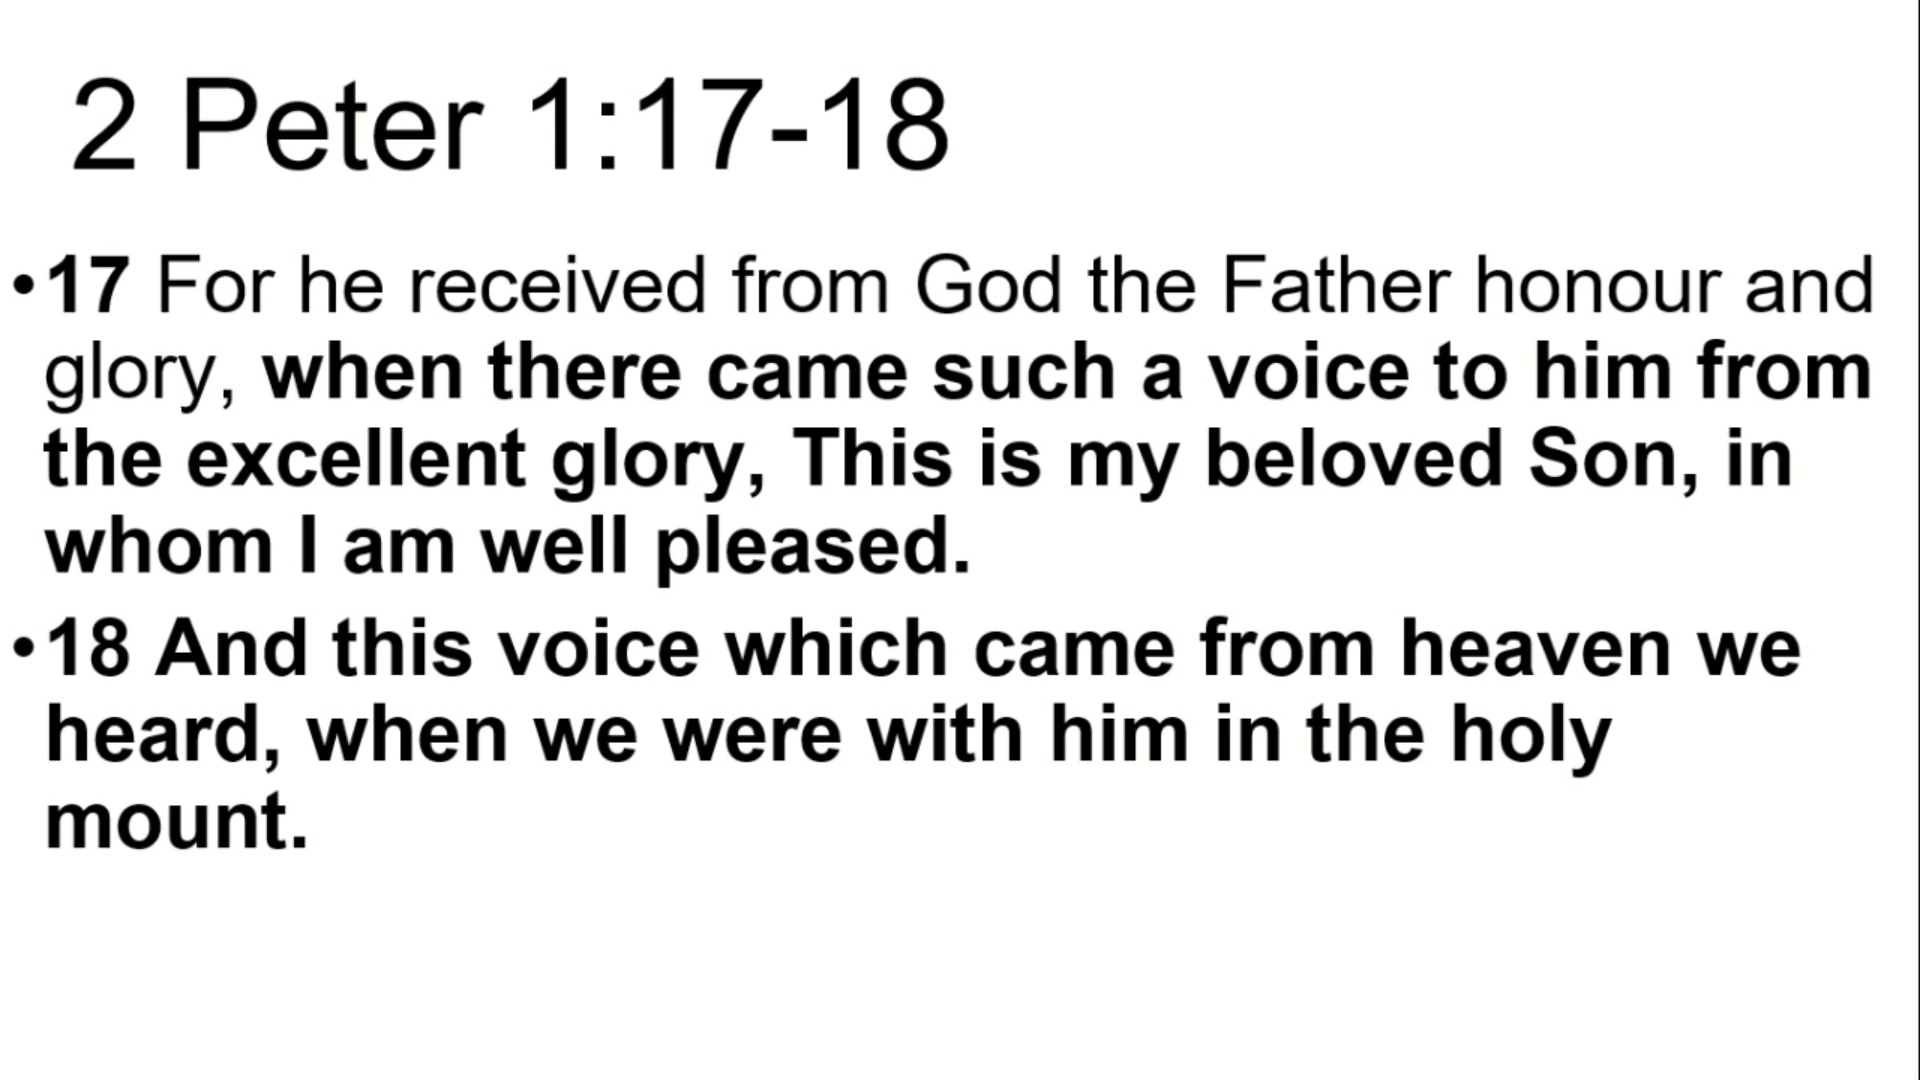 2 Peter 1:17-18
•17 For he received from God the Father honour and
glory, when there came such a voice to him from
the excellent glory, This is my beloved Son, in
whom I am well pleased.
•18 And this voice which came from heaven we
heard, when we were with him in the holy
mount.